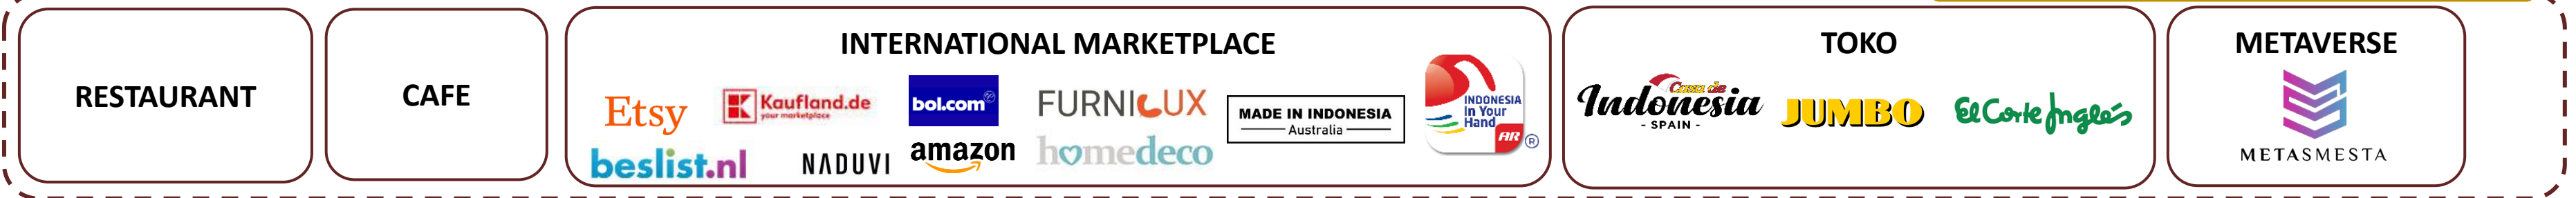 RESTAURANT
CAFE
INTERNATIONAL MARKETPLACE
Etsy
Kaufland.de
your marketplace
bol.com
FURNILUX
MADE IN INDONESIA
Australia
INDONESIA
In Your
Hand
AR
®
beslist.nl
NADUVI
amazon
homedeco
TOKO
Casa de
Indonesia
- SPAIN -
JUMBO
El Corte Inglés
METAVERSE
METASMESTA